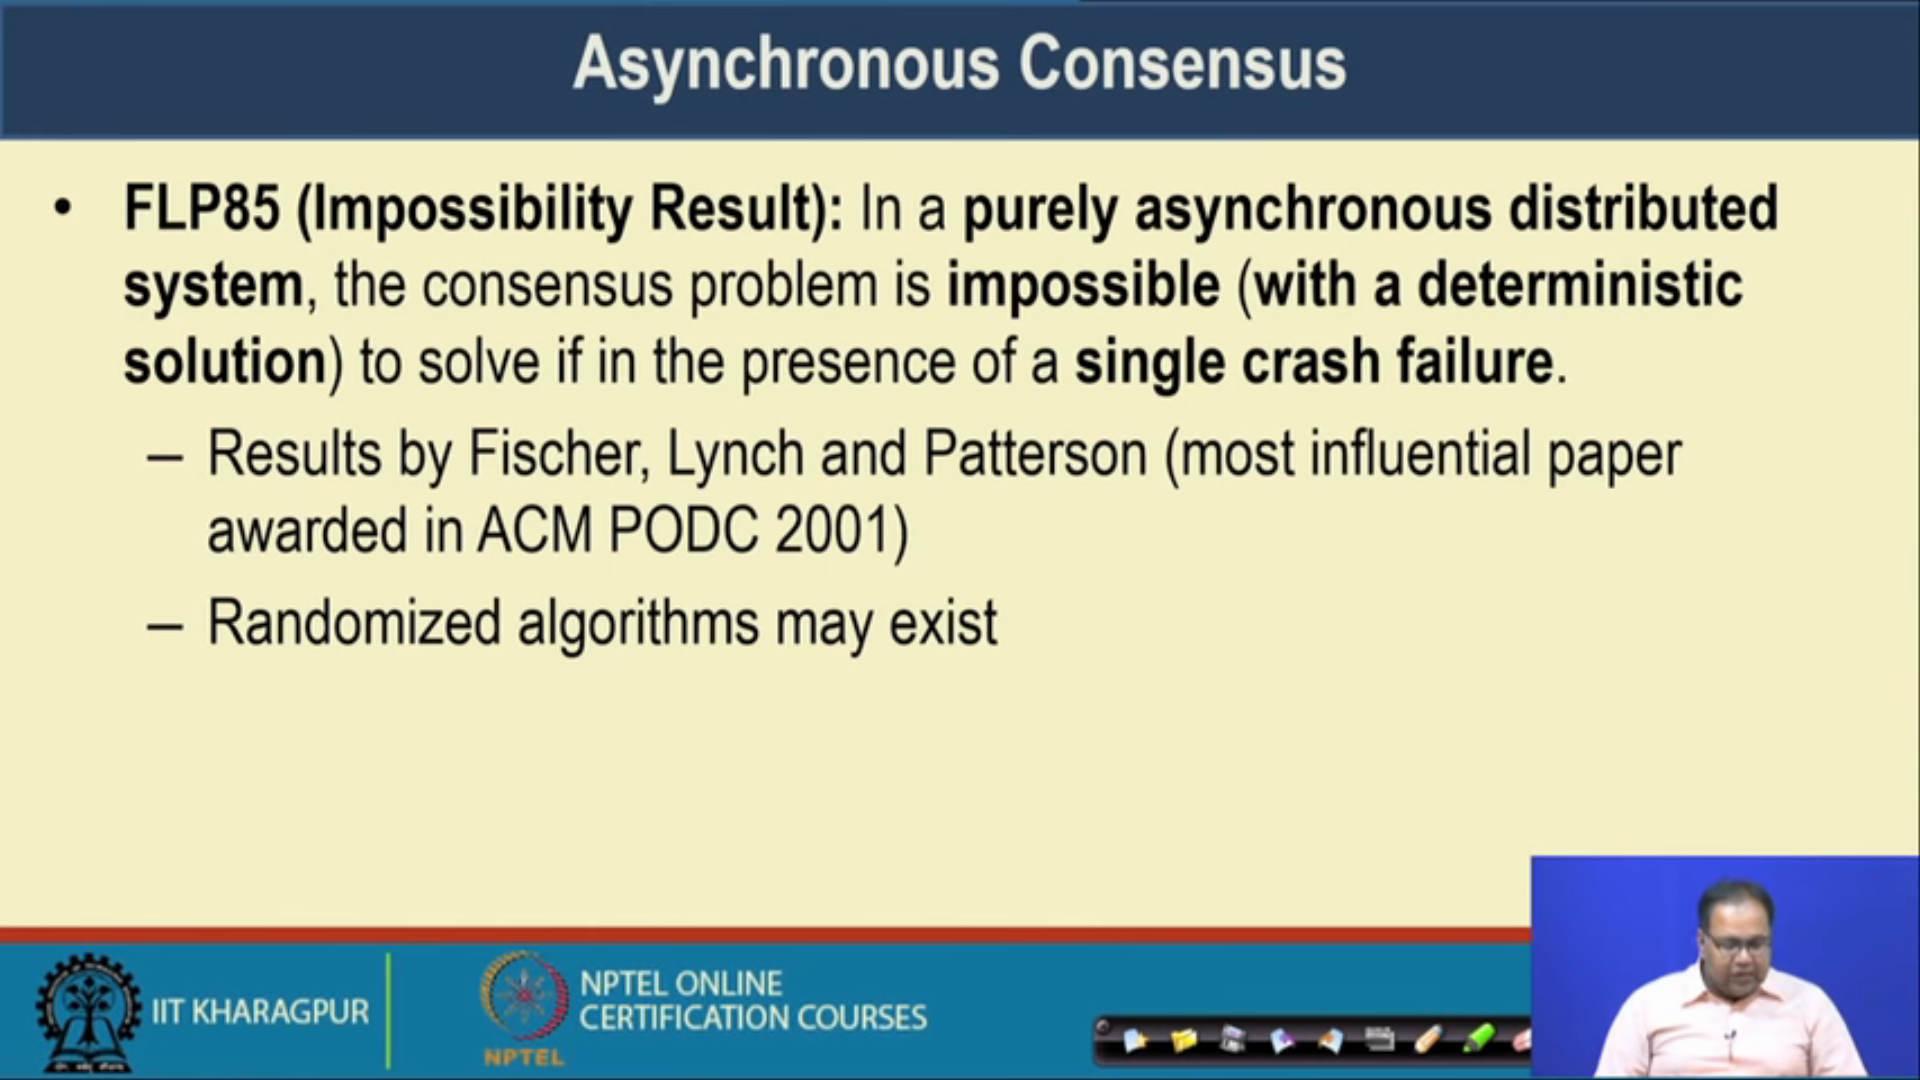 Asynchronous Consensus
• FLP85 (Impossibility Result): In a purely asynchronous distributed
system, the consensus problem is impossible (with a deterministic
solution) to solve if in the presence of a single crash failure.
– Results by Fischer, Lynch and Patterson (most influential paper
awarded in ACM PODC 2001)
– Randomized algorithms may exist
IIT KHARAGPUR
NPTEL
NPTEL ONLINE
CERTIFICATION COURSES